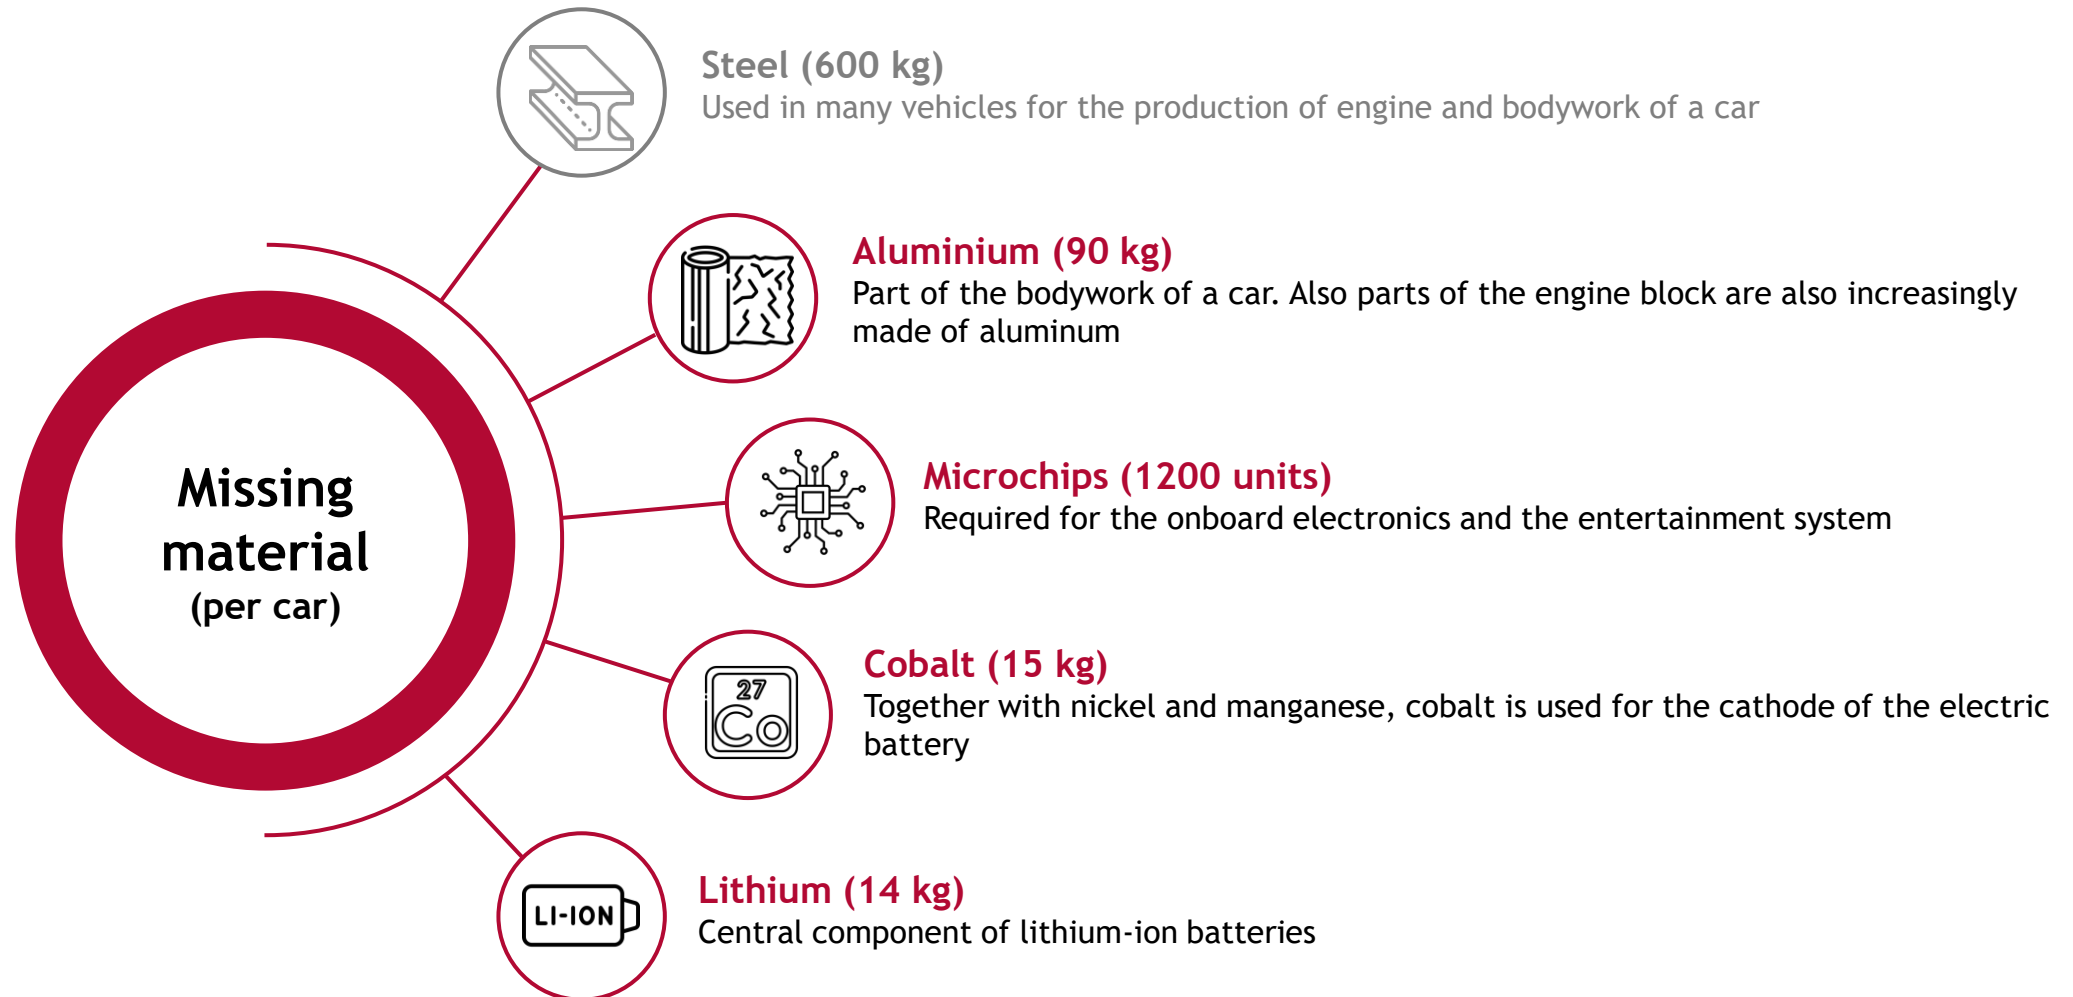 Steel (600 kg)
Used in many vehicles for the production of engine and bodywork of a car
Aluminium (90 kg)
Part of the bodywork of a car. Also parts of the engine block are also increasingly
made of aluminum
Missing
material
(per car)
Microchips (1200 units)
Required for the onboard electronics and the entertainment system
27
Co
Cobalt (15 kg)
Together with nickel and manganese, cobalt is used for the cathode of the electric
battery
LI-ION
Lithium (14 kg)
Central component of lithium-ion batteries